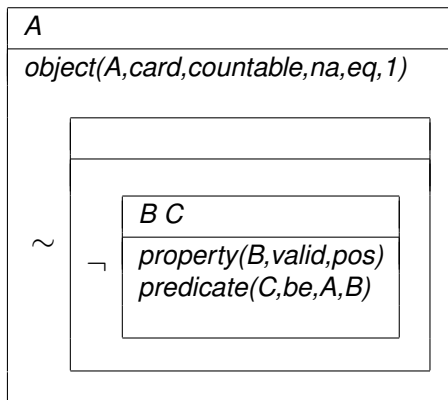 A
object(A,card,countable,na,eq,1)
∼
¬
B C
property(B,valid,pos)
predicate(C,be,A,B)